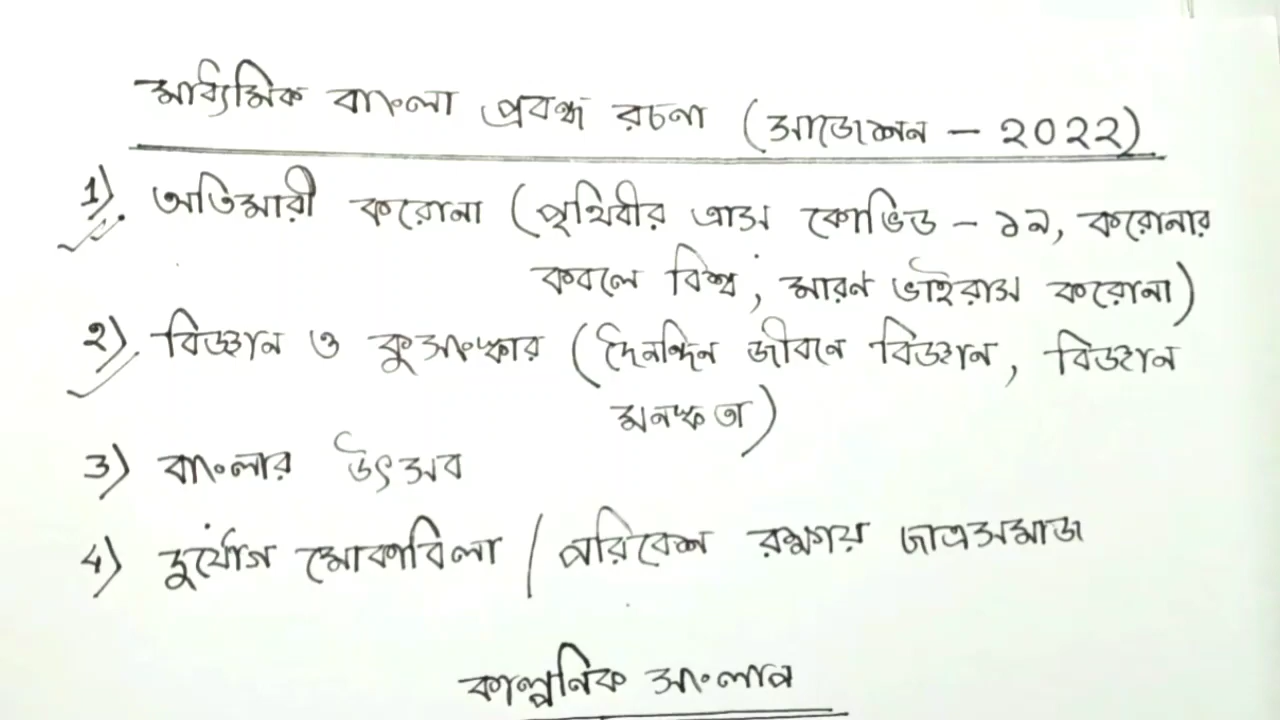 মাধ্যমিক বাংলা প্রবন্ধ রচনা (সাজেশন - ২০২২)
1) অতিমারী করোনা (পৃথিবীর ত্রাস কোভিড - ১৯, করোনার
কবলে বিশ্ব, মারণ ভাইরাস করোনা)
২) বিজ্ঞান ও কুসংস্কার (দৈনন্দিন জীবনে বিজ্ঞান, বিজ্ঞান
মনস্কতা)
3) বাংলার উৎসব
4) দুর্যোগ মোকাবিলা / পরিবেশ রক্ষায় ছাত্রসমাজ
কাল্পনিক সংলাপ